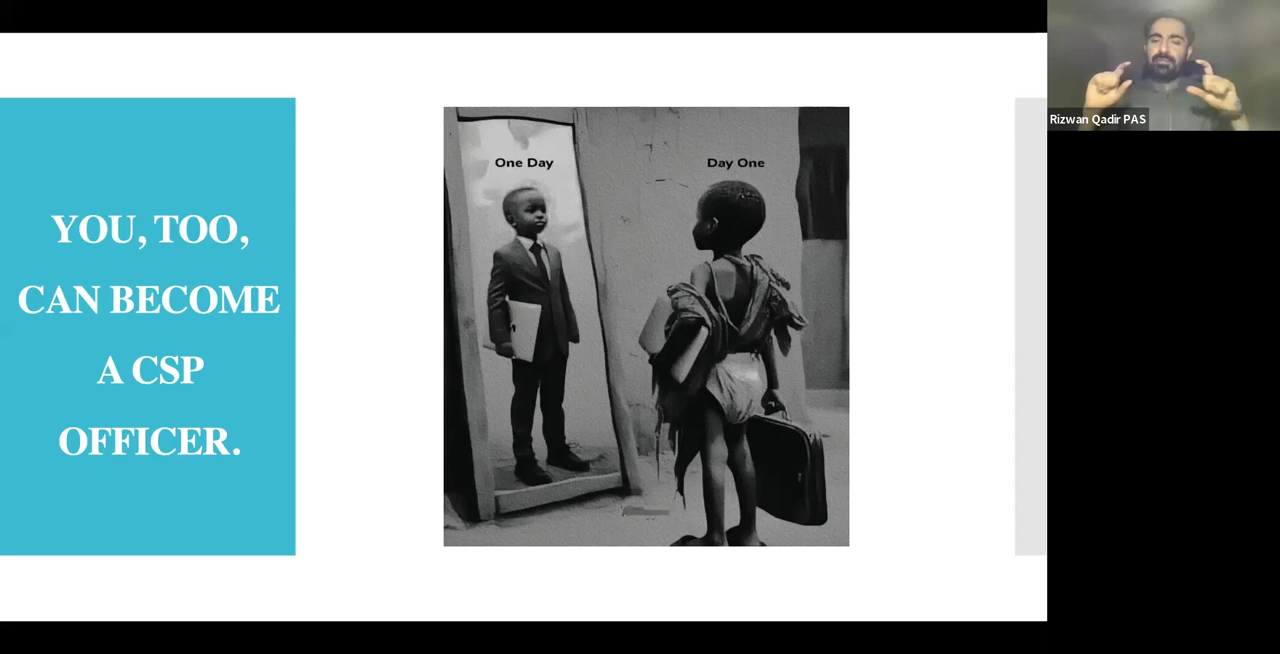 YOU, TOO,
CAN BECOME
A CSP
OFFICER.
One Day
Day One
Rizwan Qadir PAS